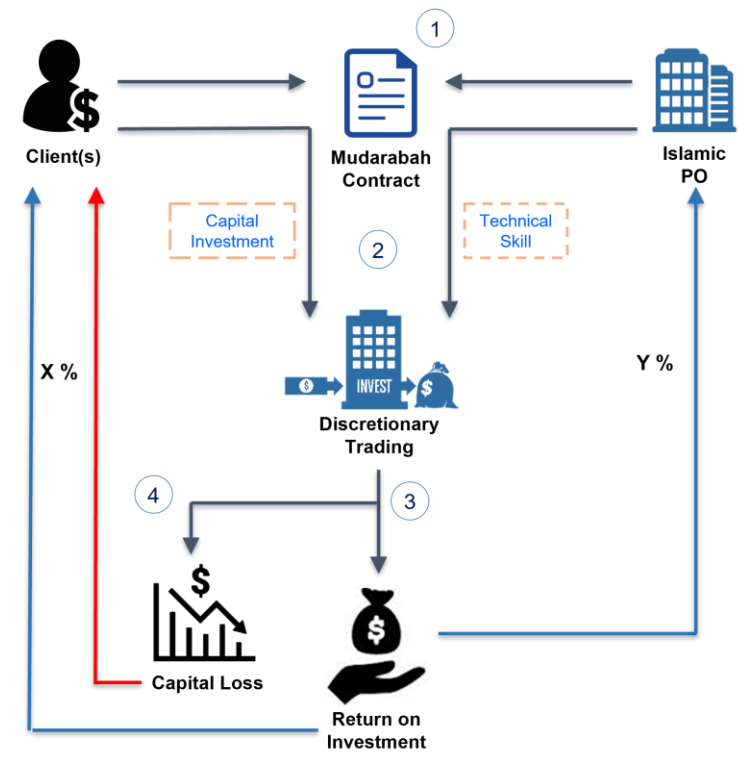 1
Client(s)
Mudarabah
Contract
Islamic
PO
Capital
Investment
2
Technical
Skill
X %
Y %
$
INVEST
$
Discretionary
Trading
4
3
$
$
Capital Loss
Return on
Investment